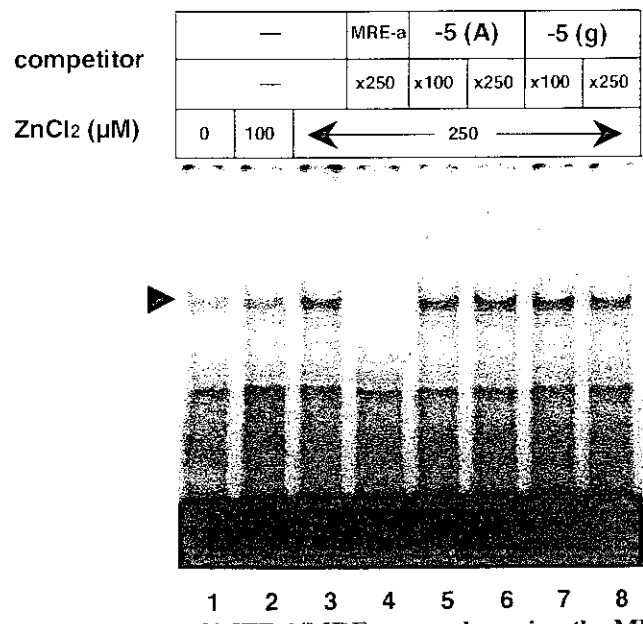 — MRE-a -5 (A) -5 (g)
competitor
— x250 x100 x250 x100 x250
ZnCl2 (µM) 0 100 250
1 2 3 4 5 6 7 8